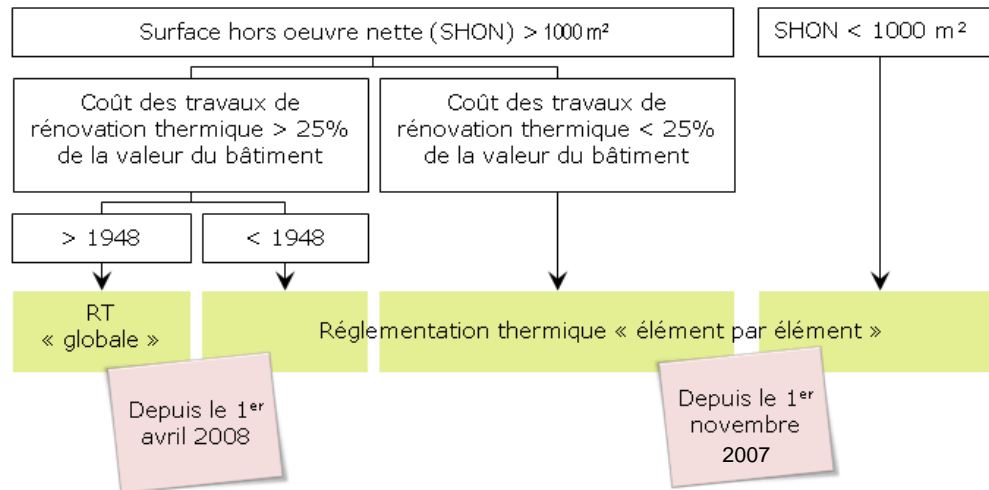 Surface hors oeuvre nette (SHON) > 1000 m²
SHON < 1000 m²
Coût des travaux de
rénovation thermique > 25%
de la valeur du bâtiment
Coût des travaux de
rénovation thermique < 25%
de la valeur du bâtiment
> 1948
< 1948
RT
« globale »
Réglementation thermique « élément par élément »
Depuis le 1er
avril 2008
Depuis le 1er
novembre
2007